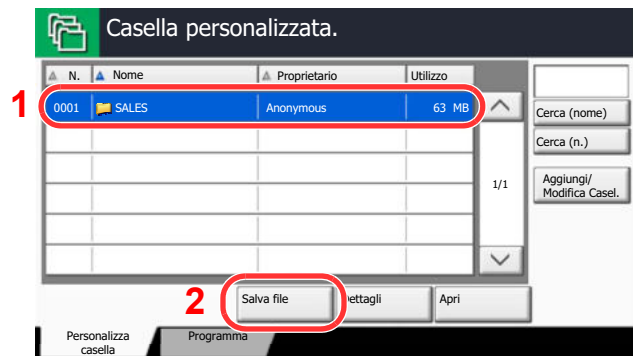 Casella personalizzata.
N. Nome Proprietario Utilizzo
1
0001 SALES Anonymous 63 MB
Cerca (nome)
Cerca (n.)
1/1
Aggiungi/
Modifica Casel.
2
Salva file Dettagli Apri
Personalizza
casella
Programma